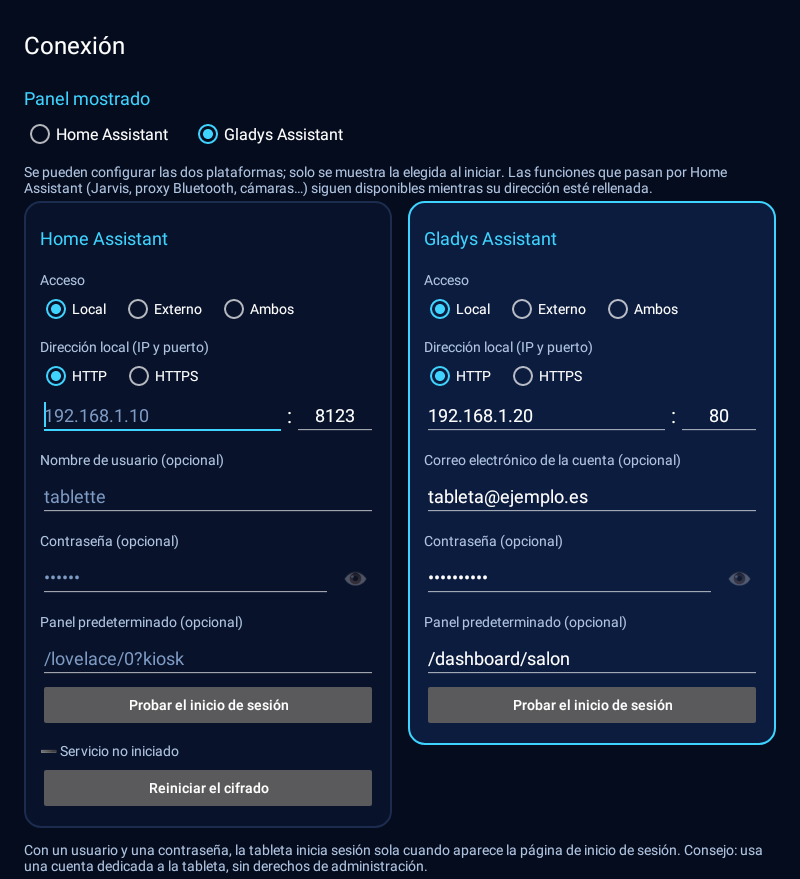 Conexión
Panel mostrado
Home Assistant
Gladys Assistant
Se pueden configurar las dos plataformas; solo se muestra la elegida al iniciar. Las funciones que pasan por Home
Assistant (Jarvis, proxy Bluetooth, cámaras…) siguen disponibles mientras su dirección esté rellenada.
Home Assistant
Acceso
Local Externo Ambos
Dirección local (IP y puerto)
HTTP HTTPS
192.168.1.10 : 8123
Nombre de usuario (opcional)
tablette
Contraseña (opcional)
••••••
Panel predeterminado (opcional)
/lovelace/0?kiosk
Probar el inicio de sesión
Servicio no iniciado
Reiniciar el cifrado
Gladys Assistant
Acceso
Local Externo Ambos
Dirección local (IP y puerto)
HTTP HTTPS
192.168.1.20 : 80
Correo electrónico de la cuenta (opcional)
tableta@ejemplo.es
Contraseña (opcional)
••••••••••
Panel predeterminado (opcional)
/dashboard/salon
Probar el inicio de sesión
Con un usuario y una contraseña, la tableta inicia sesión sola cuando aparece la página de inicio de sesión. Consejo: usa
una cuenta dedicada a la tableta, sin derechos de administración.